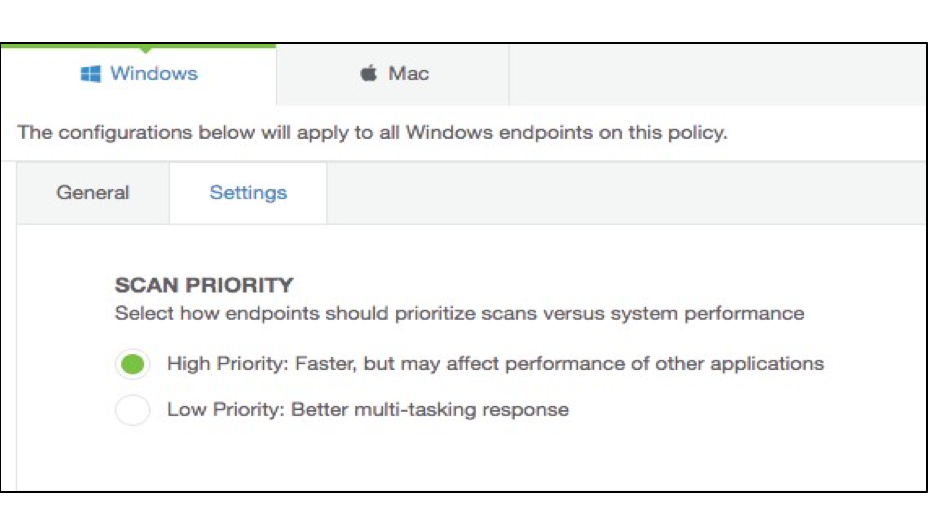 Windows
Mac
The configurations below will apply to all Windows endpoints on this policy.
General
Settings
SCAN PRIORITY
Select how endpoints should prioritize scans versus system performance
High Priority: Faster, but may affect performance of other applications
Low Priority: Better multi-tasking response